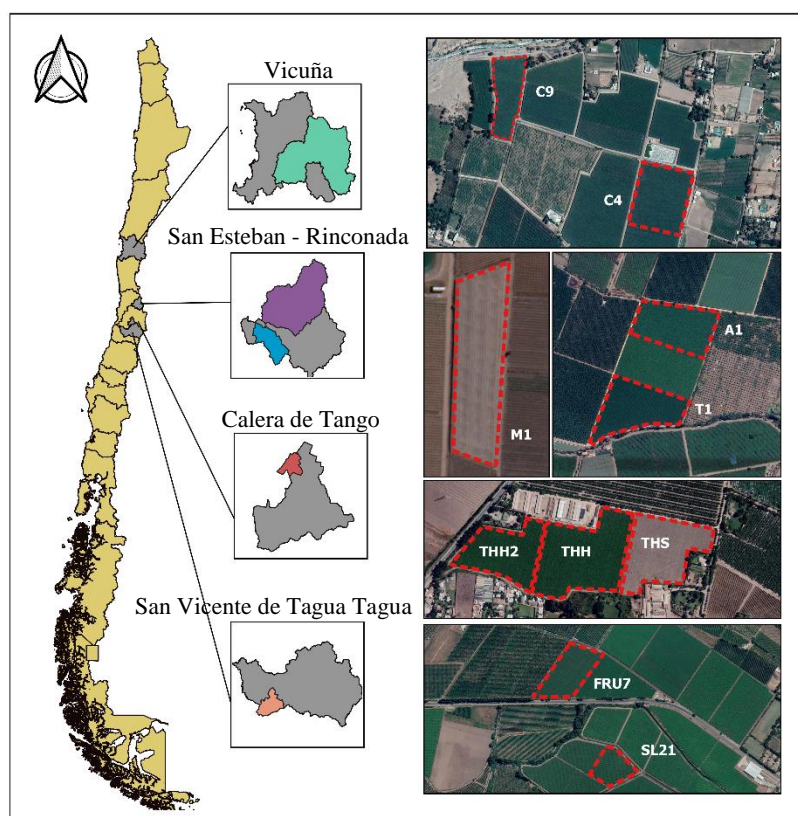 Vicuña
C9
C4
San Esteban - Rinconada
M1
A1
T1
Calera de Tango
THH2
THH
THS
San Vicente de Tagua Tagua
FRU7
SL21